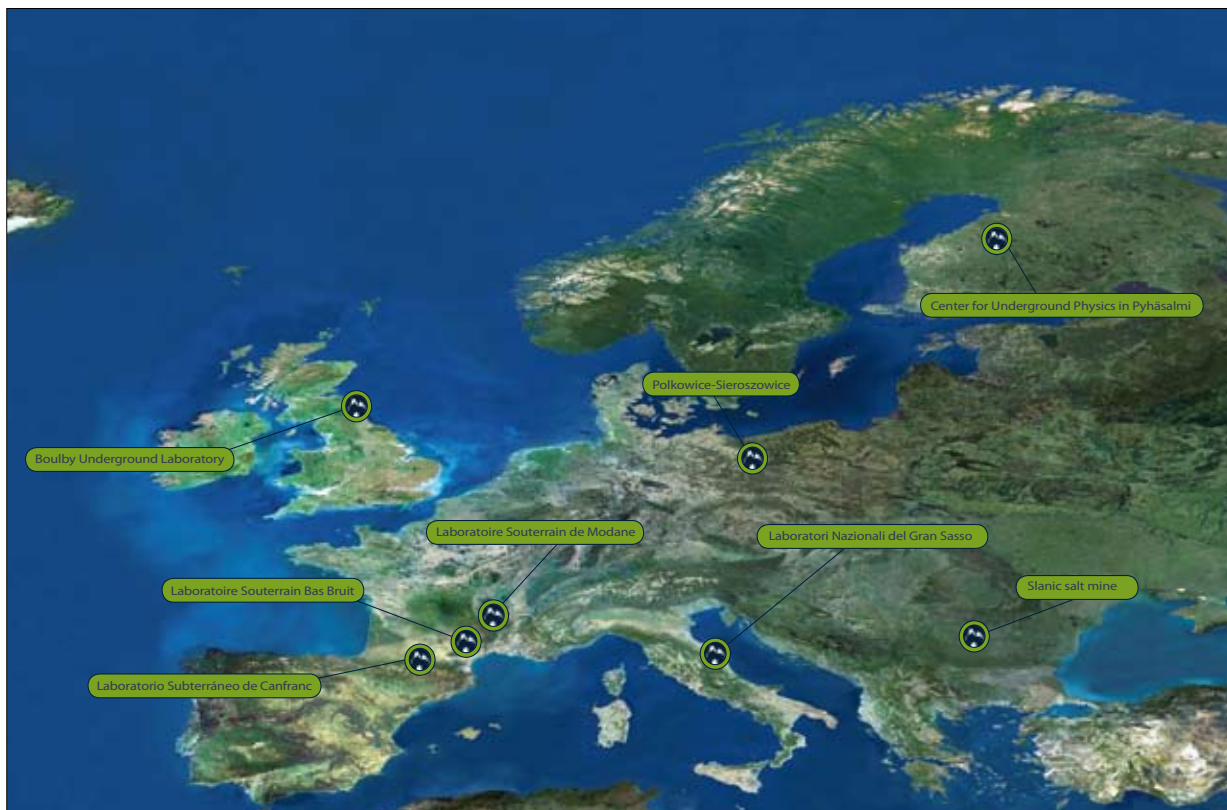 Center for Underground Physics in Pyhäsalmi
Polkowice-Sieroszowice
Boulby Underground Laboratory
Laboratoire Souterrain de Modane
Laboratori Nazionali del Gran Sasso
Laboratoire Souterrain Bas Bruit
Slanic salt mine
Laboratorio Subterráneo de Canfranc